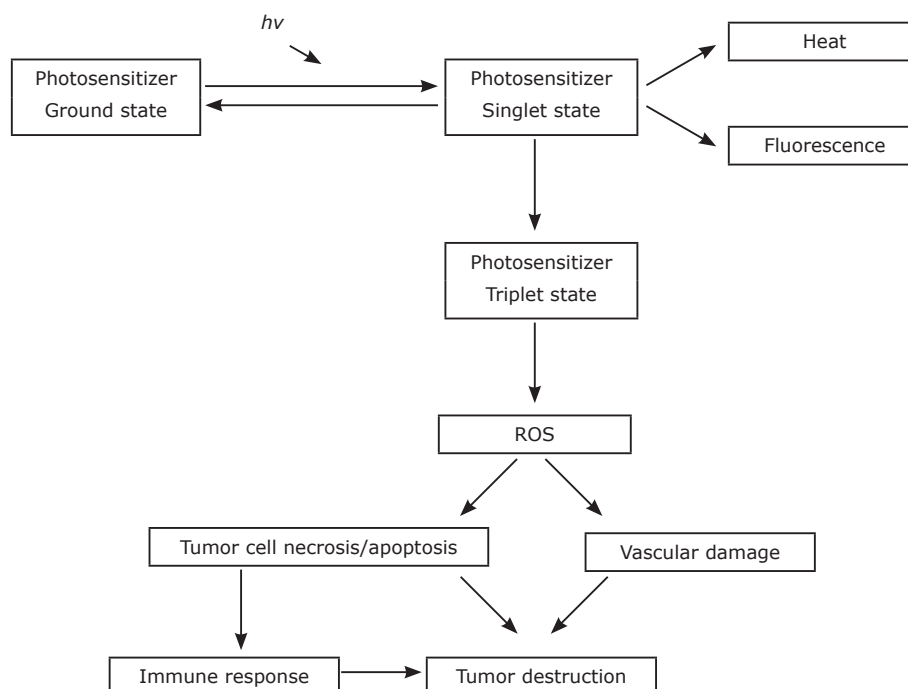 hv
Heat
Photosensitizer
Ground state
Photosensitizer
Singlet state
Fluorescence
Photosensitizer
Triplet state
ROS
Tumor cell necrosis/apoptosis
Vascular damage
Immune response
Tumor destruction